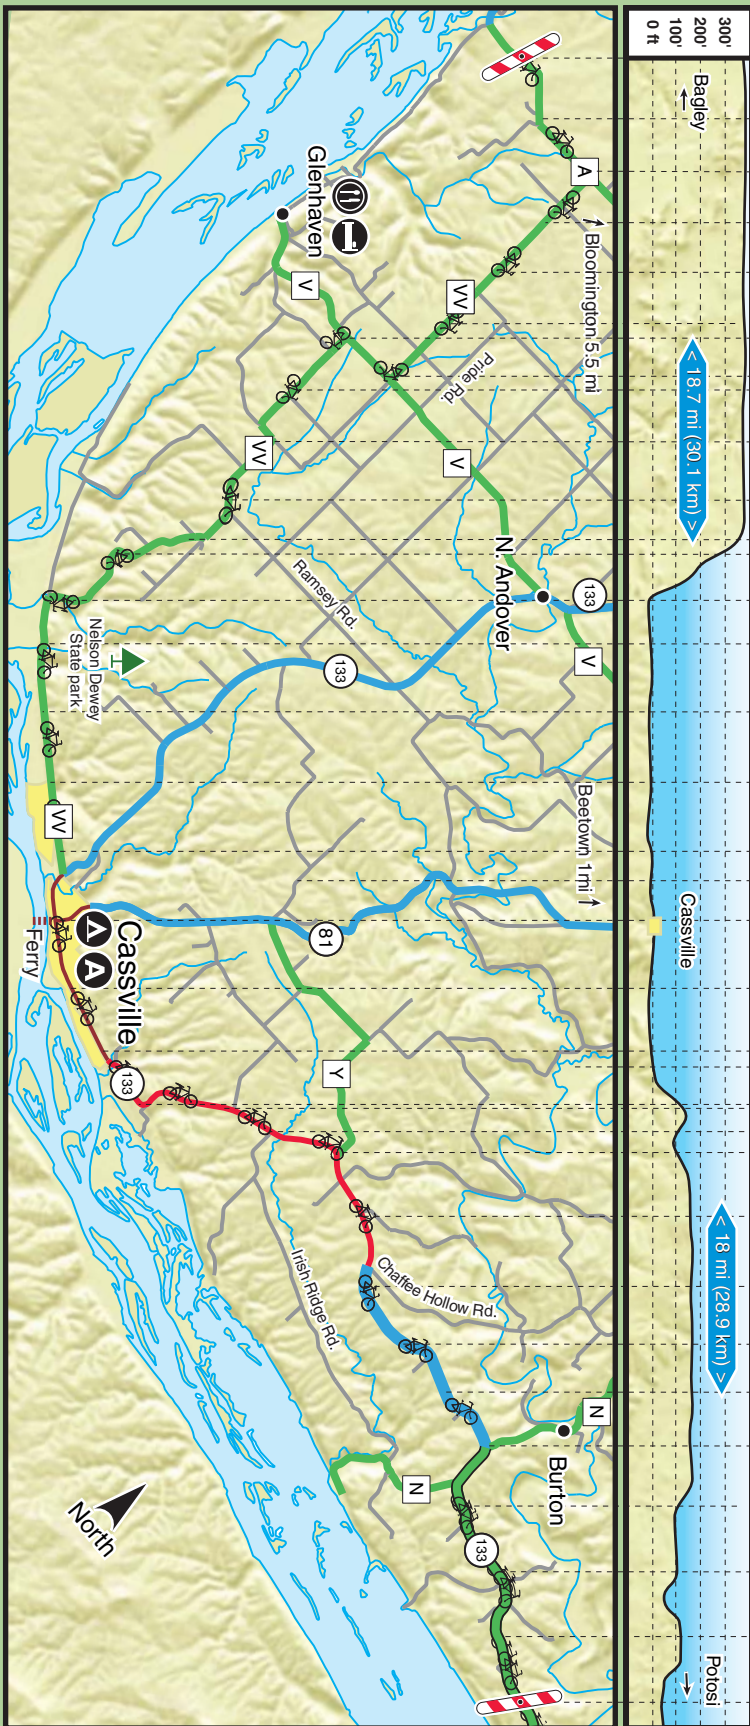 300'
200'
100'
0 ft
Bagley
< 18.7 mi (30.1 km) >
Cassville
< 18 mi (28.9 km) >
Potosi
A
Bloomington 5.5 mi
VV
Glenhaven
V
Pride Rd.
V
VV
N. Andover
133
V
Ramsey Rd.
133
Nelson Dewey
State park
Beetown 1mi
VV
81
Cassville
A
Ferry
133
Y
Irish Ridge Rd.
Chaffee Hollow Rd.
N
Burton
N
133
North